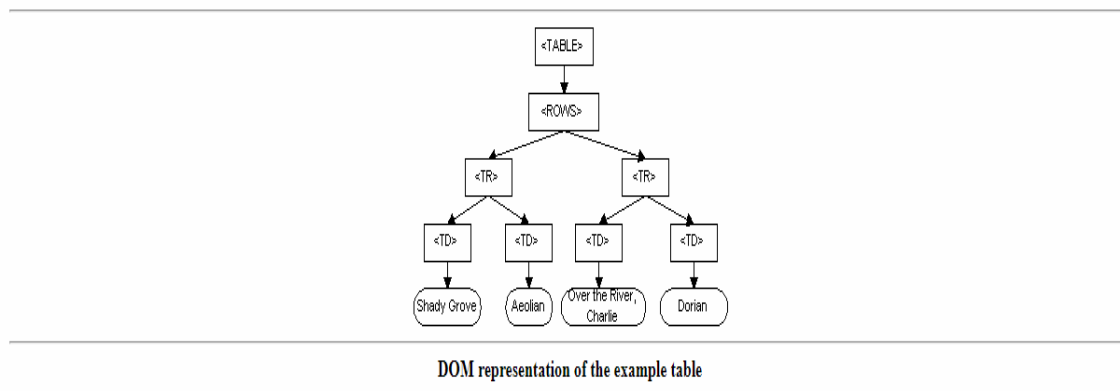 <TABLE>
<ROWS>
<TR> <TR>
<TD> <TD> <TD> <TD>
Shady Grove Aeolian Over the River, Dorian
Charlie
DOM representation of the example table